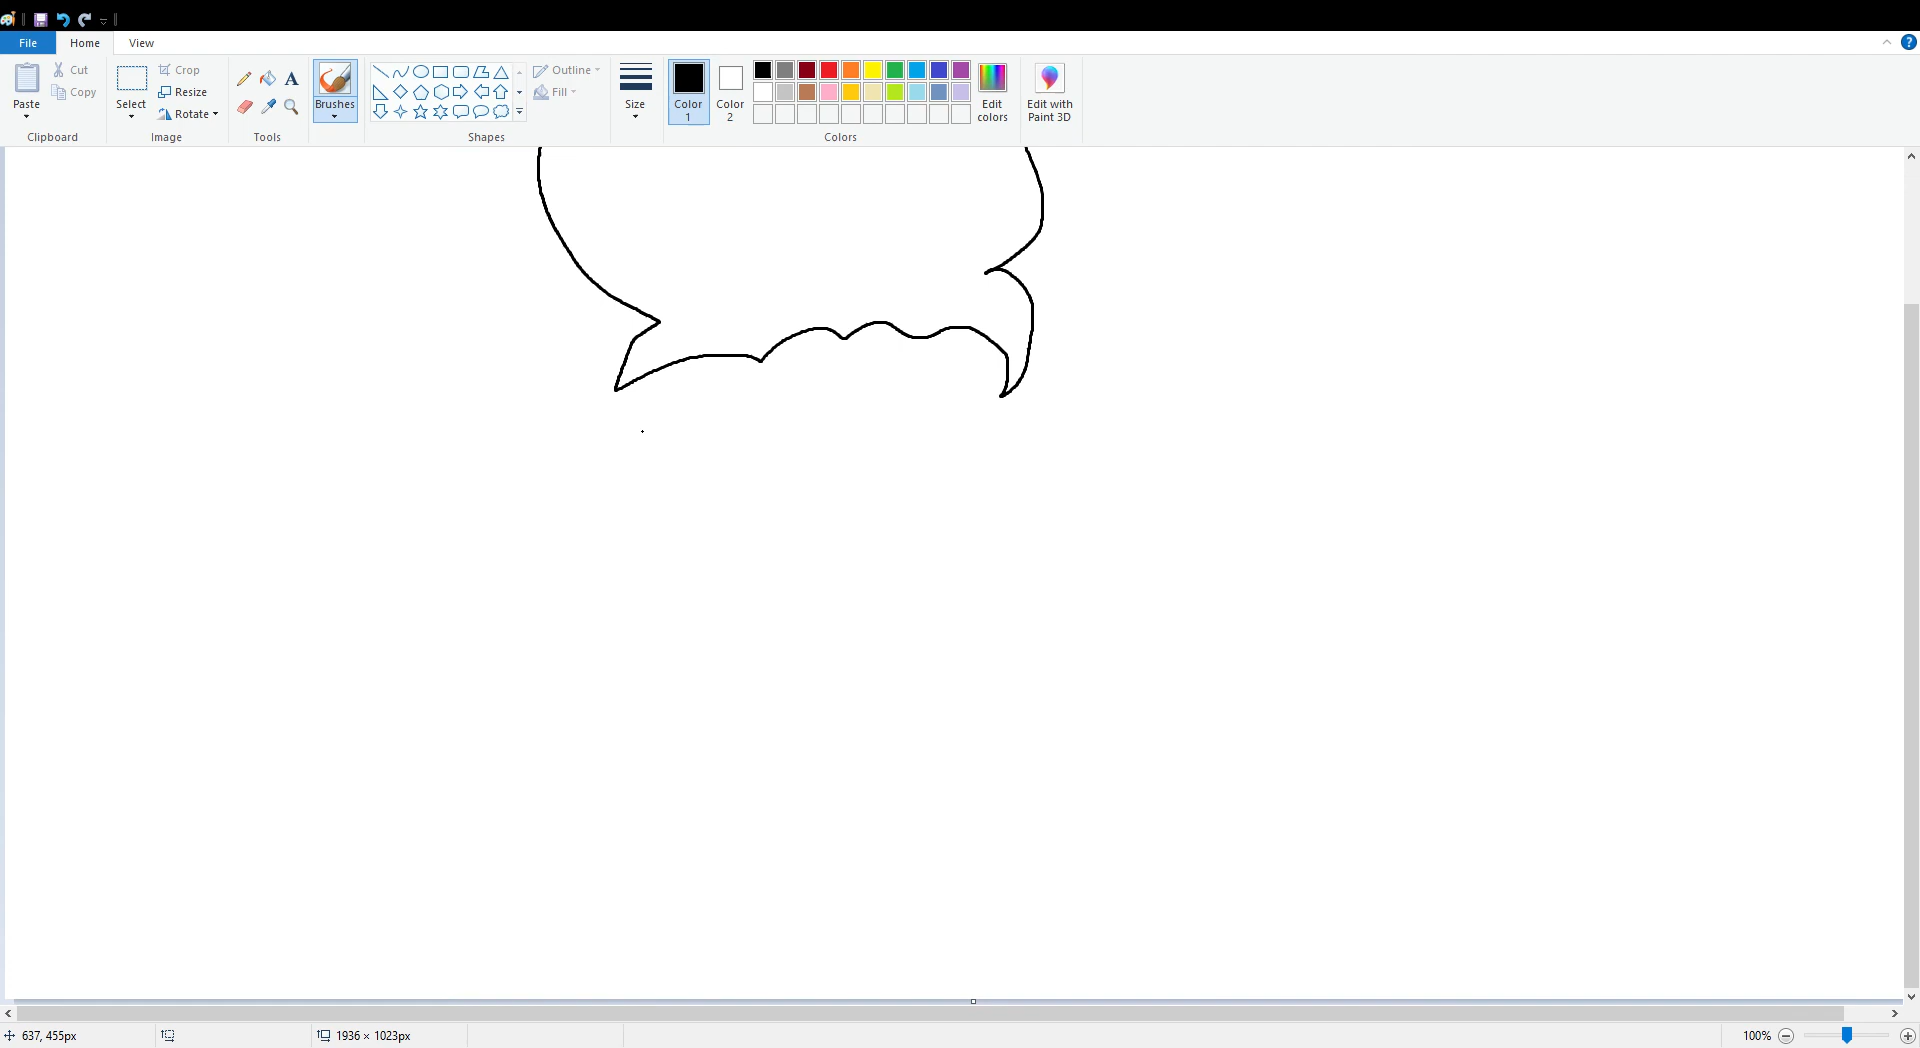 File Home View ?
Paste Cut Copy Clipboard
Select Crop Resize Rotate Image
A Tools
Brushes
Outline Fill Shapes
Size
Color 1 Color 2 Edit colors Colors
Edit with Paint 3D
637, 455px 1936 × 1023px 100%